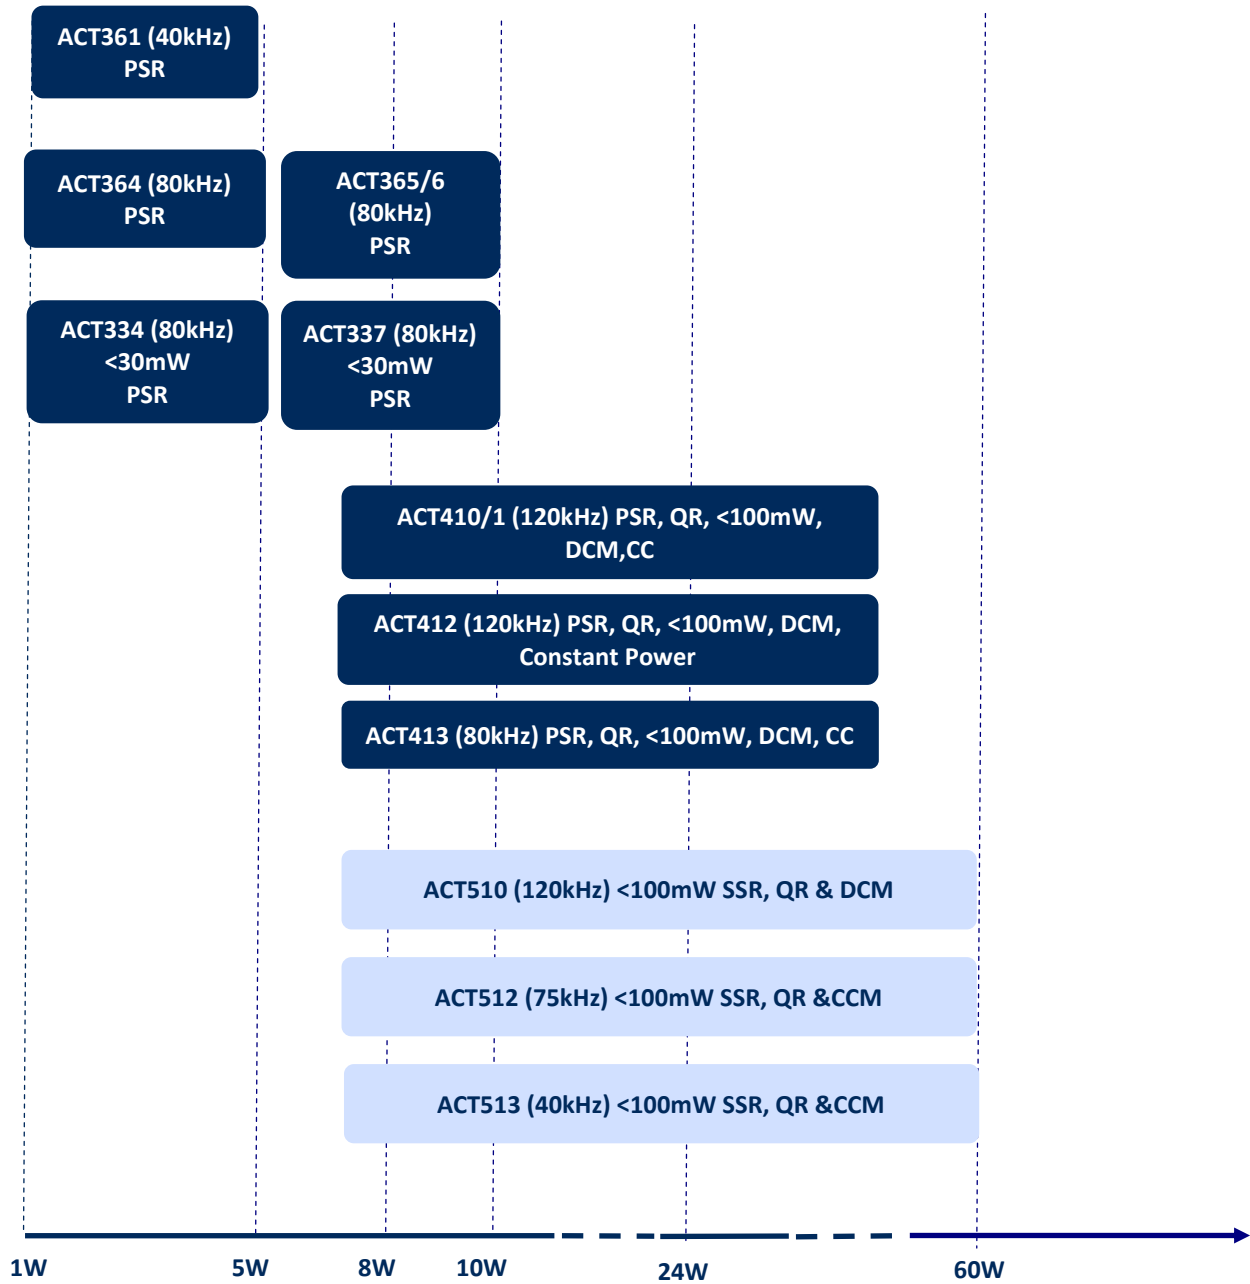 ACT361 (40kHz)
PSR
ACT364 (80kHz)
PSR
ACT365/6
(80kHz)
PSR
ACT334 (80kHz)
<30mW
PSR
ACT337 (80kHz)
<30mW
PSR
ACT410/1 (120kHz) PSR, QR, <100mW,
DCM,CC
ACT412 (120kHz) PSR, QR, <100mW, DCM,
Constant Power
ACT413 (80kHz) PSR, QR, <100mW, DCM, CC
ACT510 (120kHz) <100mW SSR, QR & DCM
ACT512 (75kHz) <100mW SSR, QR &CCM
ACT513 (40kHz) <100mW SSR, QR &CCM
1W 5W 8W 10W 24W 60W